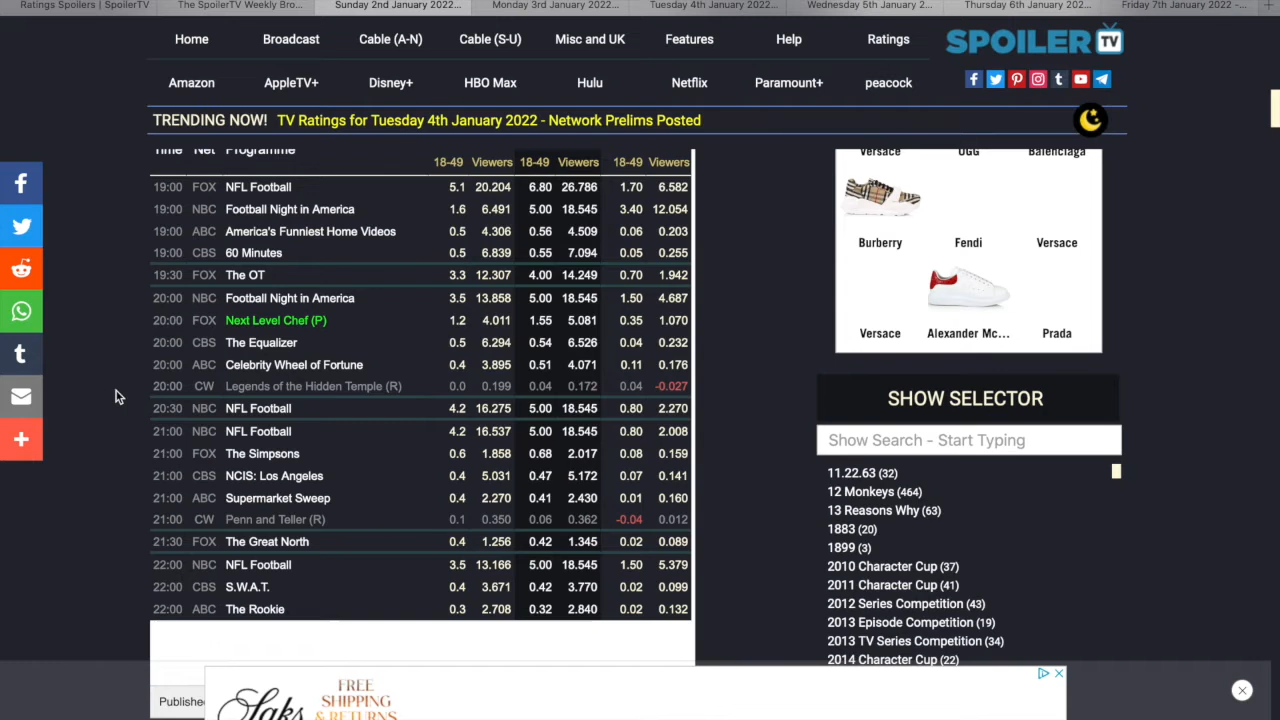 Ratings Spoilers | SpoilerTV
The SpoilerTV Weekly Bro...
Sunday 2nd January 2022...
Monday 3rd January 2022...
Tuesday 4th January 2022...
Wednesday 5th January 2...
Thursday 6th January 202...
Friday 7th January 2022 -...
Home Broadcast Cable (A-N) Cable (S-U) Misc and UK Features Help Ratings
SPOILER TV
Amazon AppleTV+ Disney+ HBO Max Hulu Netflix Paramount+ peacock
TRENDING NOW! TV Ratings for Tuesday 4th January 2022 - Network Prelims Posted
Time Net Programme
18-49 Viewers 18-49 Viewers 18-49 Viewers
19:00 FOX NFL Football 5.1 20.204 6.80 26.786 1.70 6.582
19:00 NBC Football Night in America 1.6 6.491 5.00 18.545 3.40 12.054
19:00 ABC America's Funniest Home Videos 0.5 4.306 0.56 4.509 0.06 0.203
19:00 CBS 60 Minutes 0.5 6.839 0.55 7.094 0.05 0.255
19:30 FOX The OT 3.3 12.307 4.00 14.249 0.70 1.942
20:00 NBC Football Night in America 3.5 13.858 5.00 18.545 1.50 4.687
20:00 FOX Next Level Chef (P) 1.2 4.011 1.55 5.081 0.35 1.070
20:00 CBS The Equalizer 0.5 6.294 0.54 6.526 0.04 0.232
20:00 ABC Celebrity Wheel of Fortune 0.4 3.895 0.51 4.071 0.11 0.176
20:00 CW Legends of the Hidden Temple (R) 0.0 0.199 0.04 0.172 0.04 -0.027
20:30 NBC NFL Football 4.2 16.275 5.00 18.545 0.80 2.270
21:00 NBC NFL Football 4.2 16.537 5.00 18.545 0.80 2.008
21:00 FOX The Simpsons 0.6 1.858 0.68 2.017 0.08 0.159
21:00 CBS NCIS: Los Angeles 0.4 5.031 0.47 5.172 0.07 0.141
21:00 ABC Supermarket Sweep 0.4 2.270 0.41 2.430 0.01 0.160
21:00 CW Penn and Teller (R) 0.1 0.350 0.06 0.362 -0.04 0.012
21:30 FOX The Great North 0.4 1.256 0.42 1.345 0.02 0.089
22:00 NBC NFL Football 3.5 13.166 5.00 18.545 1.50 5.379
22:00 CBS S.W.A.T. 0.4 3.671 0.42 3.770 0.02 0.099
22:00 ABC The Rookie 0.3 2.708 0.32 2.840 0.02 0.132
Versace UGG Balenciaga
Burberry Fendi Versace
Versace Alexander Mc... Prada
SHOW SELECTOR
Show Search - Start Typing
11.22.63 (32)
12 Monkeys (464)
13 Reasons Why (63)
1883 (20)
1899 (3)
2010 Character Cup (37)
2011 Character Cup (41)
2012 Series Competition (43)
2013 Episode Competition (19)
2013 TV Series Competition (34)
2014 Character Cup (22)
Saks
FREE
SHIPPING
& RETURNS